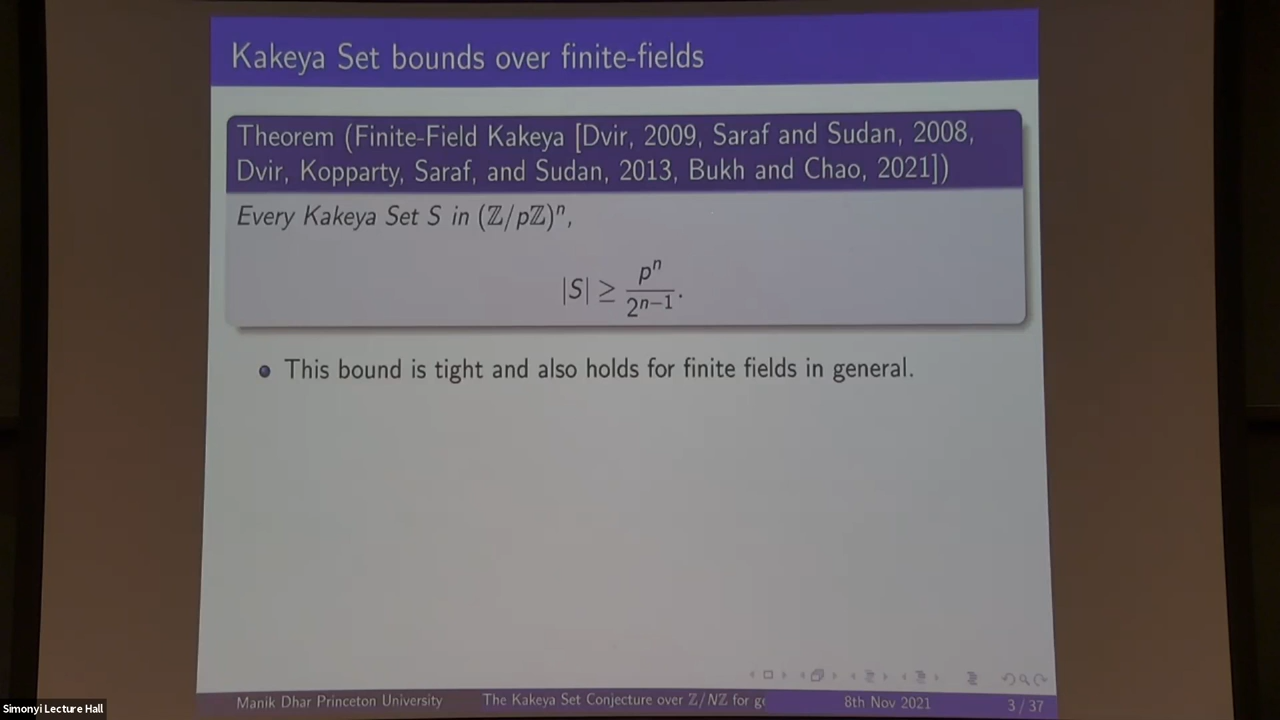 Kakeya Set bounds over finite-fields
Theorem (Finite-Field Kakeya [Dvir, 2009, Saraf and Sudan, 2008,
Dvir, Kopparty, Saraf, and Sudan, 2013, Bukh and Chao, 2021])
Every Kakeya Set S in (ℤ/pℤ)ⁿ,
|S| ≥ pⁿ/2ⁿ⁻¹.
This bound is tight and also holds for finite fields in general.
Manik Dhar Princeton University The Kakeya Set Conjecture over ℤ/Nℤ for ge 8th Nov 2021 3 / 37
Simonyi Lecture Hall